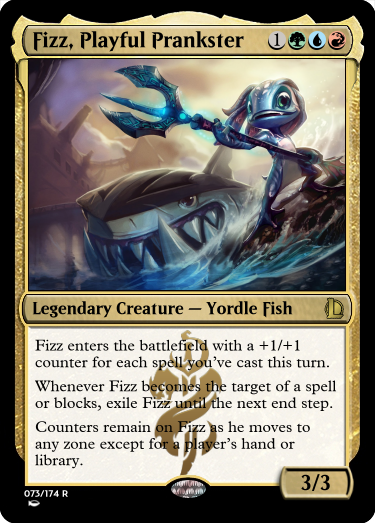 Fizz, Playful Prankster 1
Legendary Creature — Yordle Fish
Fizz enters the battlefield with a +1/+1
counter for each spell you've cast this turn.
Whenever Fizz becomes the target of a spell
or blocks, exile Fizz until the next end step.
Counters remain on Fizz as he moves to
any zone except for a player's hand or
library.
3/3
073/174 R